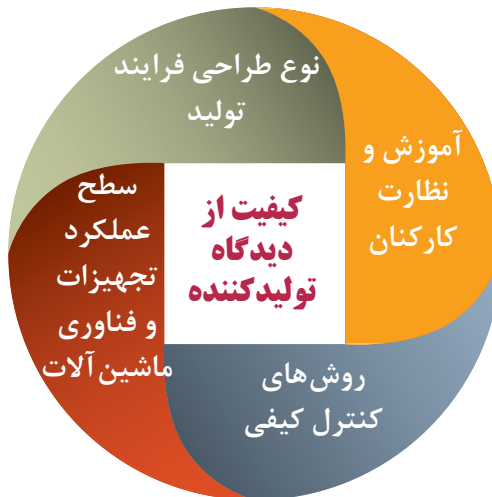 نوع طراحی فرایند
تولید
آموزش و
نظارت
کارکنان
کیفیت از
دیدگاه
تولیدکننده
سطح
عملکرد
تجهیزات
و فناوری
ماشین‌آلات
روش‌های
کنترل کیفی